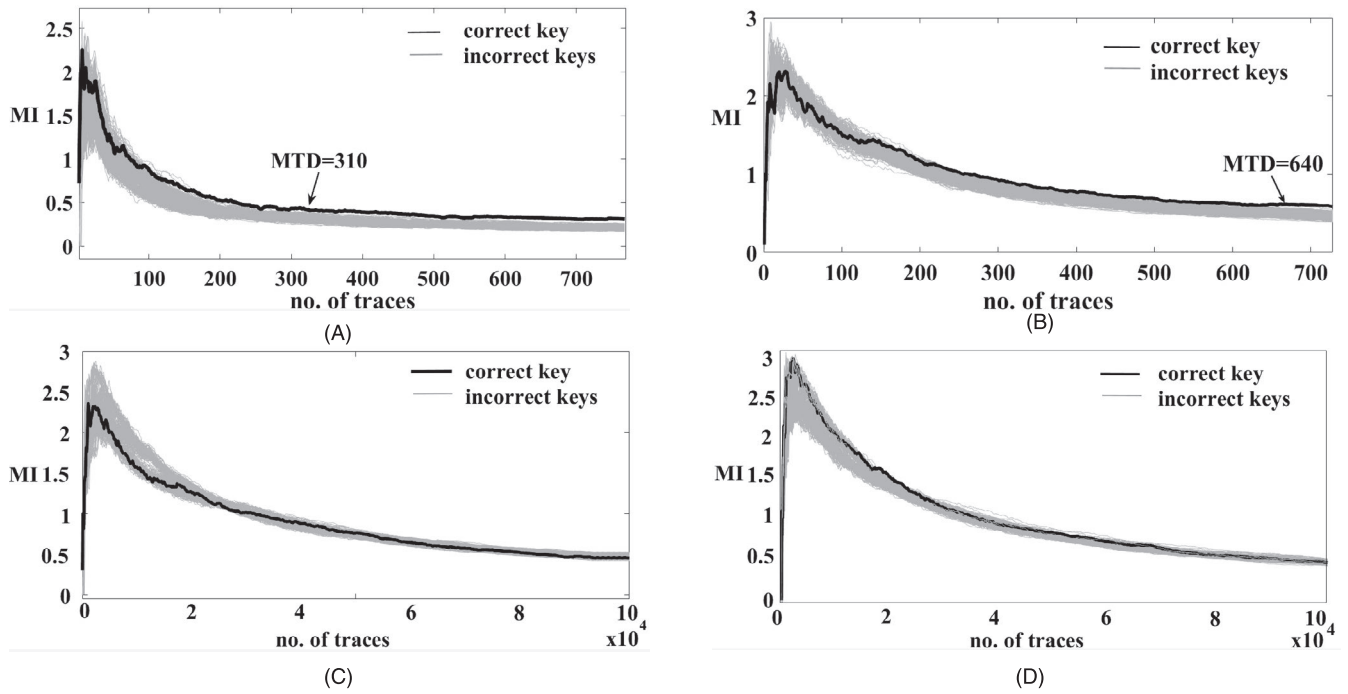 2.5
2
MI 1.5
1
0.5
0
correct key
incorrect keys
MTD=310
100 200 300 400 500 600 700
no. of traces
(A)
3
2
MI
1
0
correct key
incorrect keys
MTD=640
0 100 200 300 400 500 600 700
no. of traces
(B)
3
2.5
2
MI 1.5
1
0.5
0
correct key
incorrect keys
0 2 4 6 8 10
x10⁴
no. of traces
(C)
3
2.5
2
MI 1.5
1
0.5
0
correct key
incorrect keys
0 2 4 6 8 10
x10⁴
no. of traces
(D)